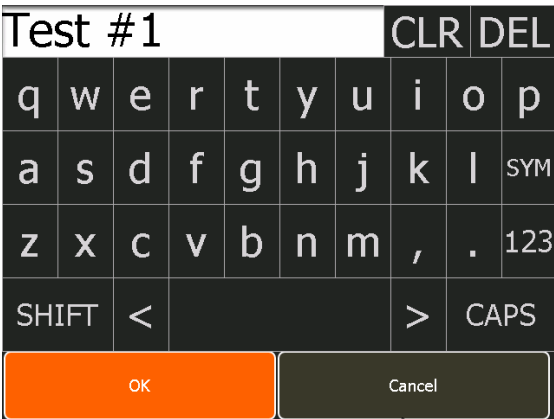 Test #1 CLR DEL
q w e r t y u i o p
a s d f g h j k l SYM
z x c v b n m , . 123
SHIFT < > CAPS
OK Cancel